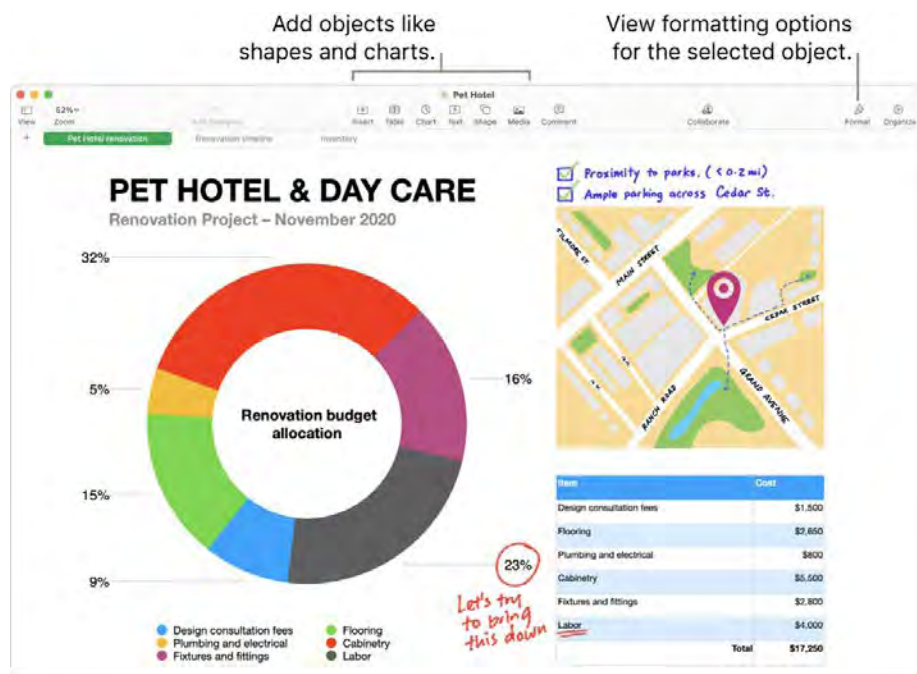 Add objects like
shapes and charts.
View formatting options
for the selected object.
Pet Hotel
View
62%
Zoom
Insert
Table
Chart
Text
Shape
Media
Comment
Collaborate
Format
Organize
+
Pet Hotel renovation
Renovation timeline
Inventory
PET HOTEL & DAY CARE
Renovation Project – November 2020
32%
16%
5%
Renovation budget
allocation
15%
23%
9%
Let's try
to bring
this down
Design consultation fees
Plumbing and electrical
Fixtures and fittings
Flooring
Cabinetry
Labor
Proximity to parks. (< 0.2 mi)
Ample parking across Cedar St.
FILMORE ST
MAIN STREET
CEDAR STREET
RANCH ROAD
GRAND AVENUE
Item Cost
Design consultation fees $1,500
Flooring $2,650
Plumbing and electrical $800
Cabinetry $5,500
Fixtures and fittings $2,800
Labor $4,000
Total $17,250